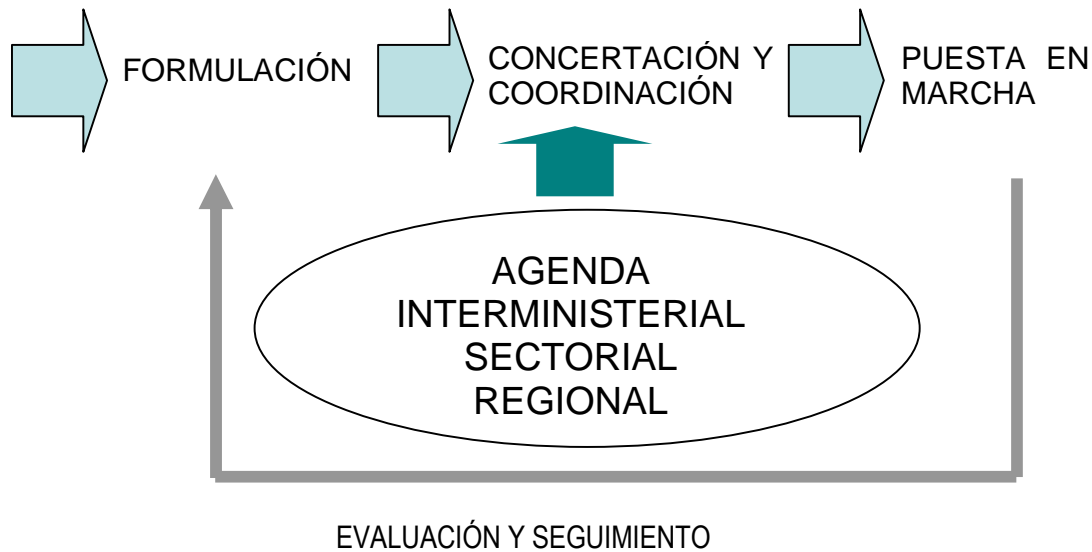 FORMULACIÓN
CONCERTACIÓN Y
COORDINACIÓN
PUESTA EN
MARCHA
AGENDA
INTERMINISTERIAL
SECTORIAL
REGIONAL
EVALUACIÓN Y SEGUIMIENTO